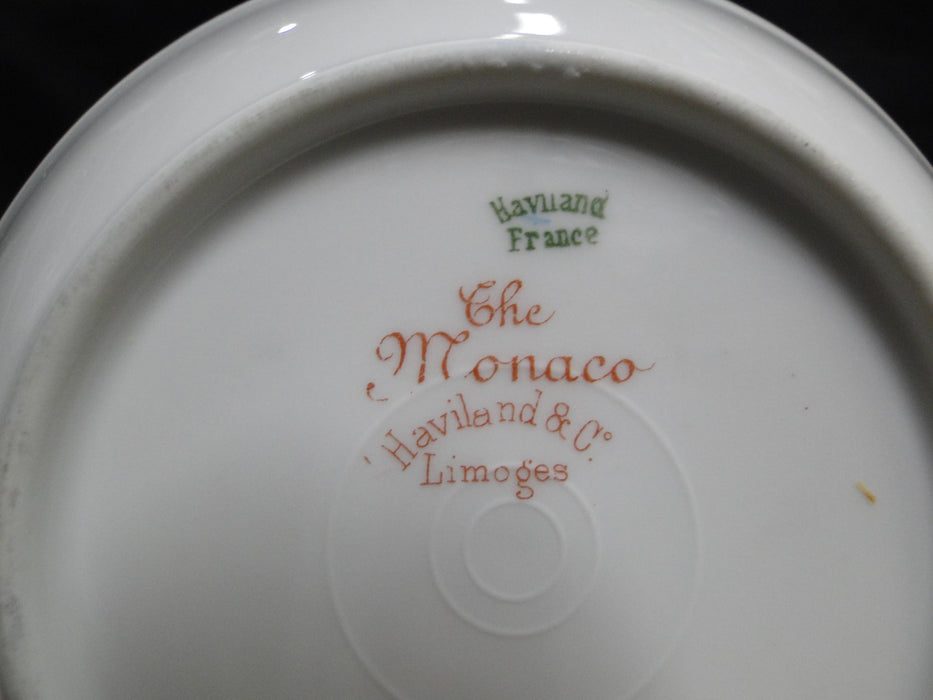 Haviland
France
The
Monaco
Haviland & Co.
Limoges